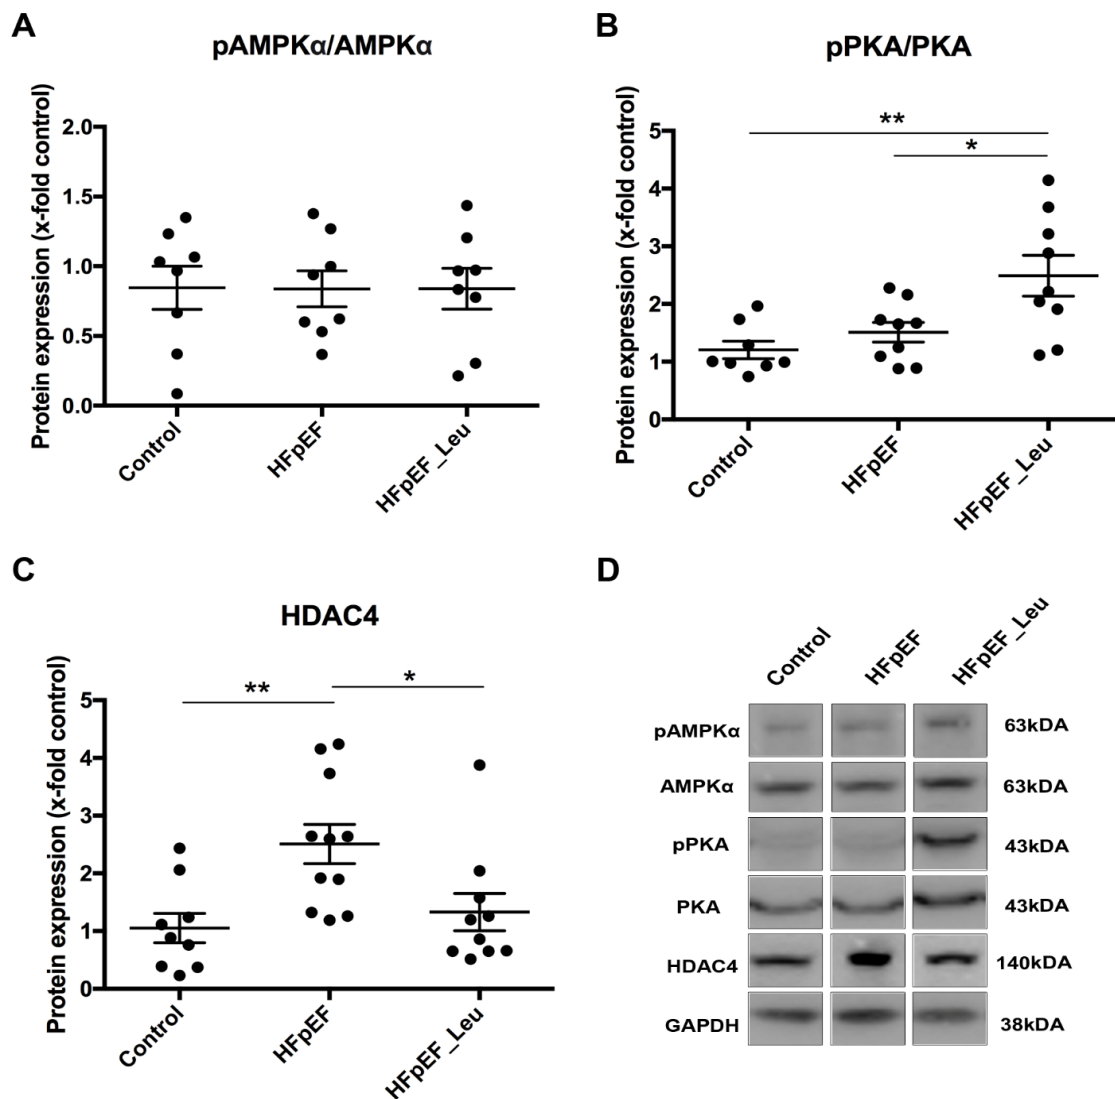 A
pAMPKα/AMPKα
Protein expression (x-fold control)
2.0
1.5
1.0
0.5
0.0
Control
HFpEF
HFpEF_Leu
B
pPKA/PKA
Protein expression (x-fold control)
**
*
5
4
3
2
1
0
Control
HFpEF
HFpEF_Leu
C
HDAC4
Protein expression (x-fold control)
**
*
5
4
3
2
1
0
Control
HFpEF
HFpEF_Leu
D
Control
HFpEF
HFpEF_Leu
pAMPKα 63kDA
AMPKα 63kDA
pPKA 43kDA
PKA 43kDA
HDAC4 140kDA
GAPDH 38kDA